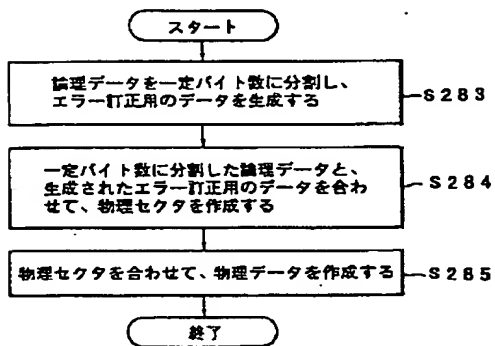 スタート
論理データを一定バイト数に分割し、
エラー訂正用のデータを生成する
S283
一定バイト数に分割した論理データと、
生成されたエラー訂正用のデータを合わ
せて、物理セクタを作成する
S284
物理セクタを合わせて、物理データを作成する
S285
終了